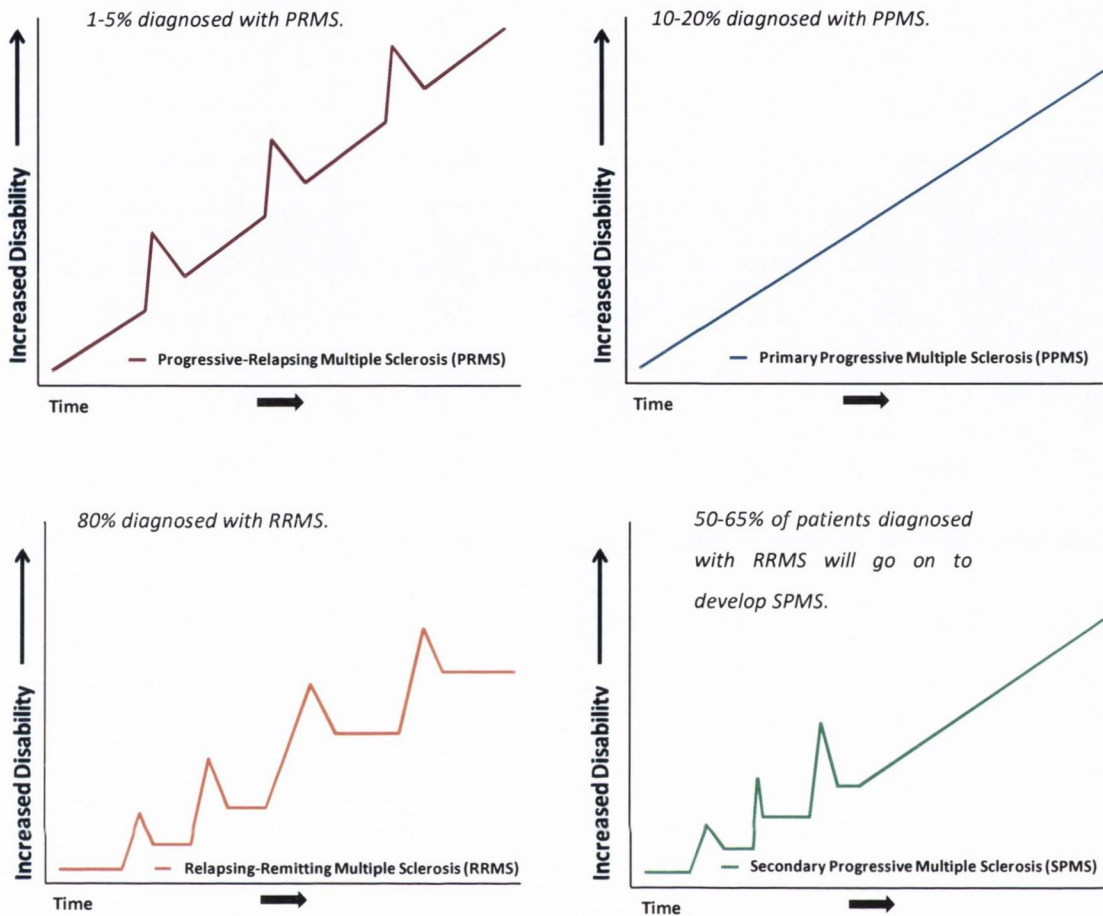 1-5% diagnosed with PRMS.
Increased Disability
Progressive-Relapsing Multiple Sclerosis (PRMS)
Time
10-20% diagnosed with PPMS.
Increased Disability
Primary Progressive Multiple Sclerosis (PPMS)
Time
80% diagnosed with RRMS.
Increased Disability
Relapsing-Remitting Multiple Sclerosis (RRMS)
Time
50-65% of patients diagnosed
with RRMS will go on to
develop SPMS.
Increased Disability
Secondary Progressive Multiple Sclerosis (SPMS)
Time